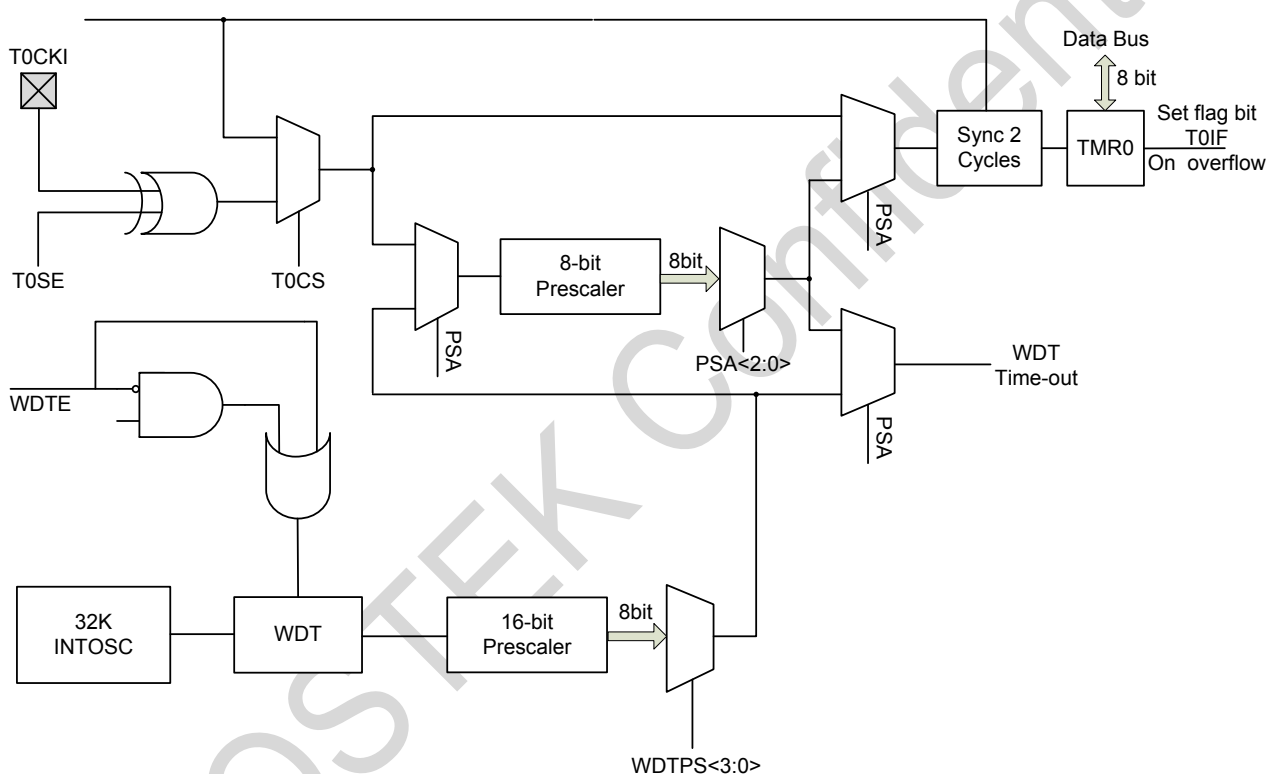 Data Bus
8 bit
T0CKI
Set flag bit
T0IF
On overflow
Sync 2
Cycles
TMR0
PSA
T0SE
T0CS
8-bit
Prescaler
8bit
PSA
PSA<2:0>
WDT
Time-out
PSA
WDTE
32K
INTOSC
WDT
16-bit
Prescaler
8bit
WDTPS<3:0>
OSTEK Confident